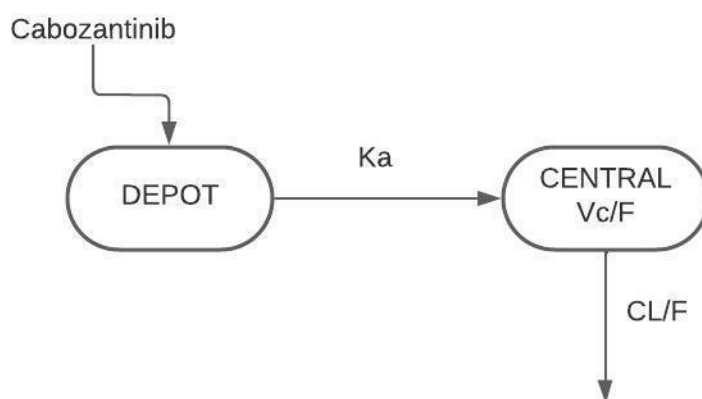 Cabozantinib
DEPOT
Ka
CENTRAL
Vc/F
CL/F